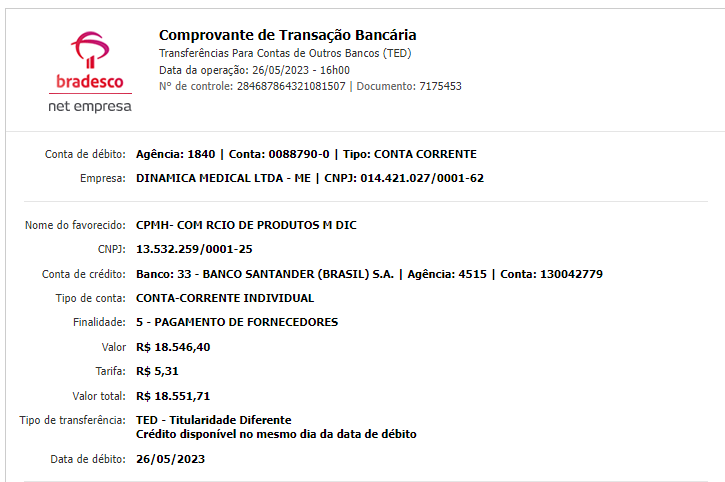 Comprovante de Transação Bancária
Transferências Para Contas de Outros Bancos (TED)
Data da operação: 26/05/2023 - 16h00
N° de controle: 284687864321081507 | Documento: 7175453
bradesco
net empresa
Conta de débito: Agência: 1840 | Conta: 0088790-0 | Tipo: CONTA CORRENTE
Empresa: DINAMICA MEDICAL LTDA - ME | CNPJ: 014.421.027/0001-62
Nome do favorecido: CPMH- COM RCIO DE PRODUTOS M DIC
CNPJ: 13.532.259/0001-25
Conta de crédito: Banco: 33 - BANCO SANTANDER (BRASIL) S.A. | Agência: 4515 | Conta: 130042779
Tipo de conta: CONTA-CORRENTE INDIVIDUAL
Finalidade: 5 - PAGAMENTO DE FORNECEDORES
Valor R$ 18.546,40
Tarifa: R$ 5,31
Valor total: R$ 18.551,71
Tipo de transferência: TED - Titularidade Diferente
Crédito disponível no mesmo dia da data de débito
Data de débito: 26/05/2023